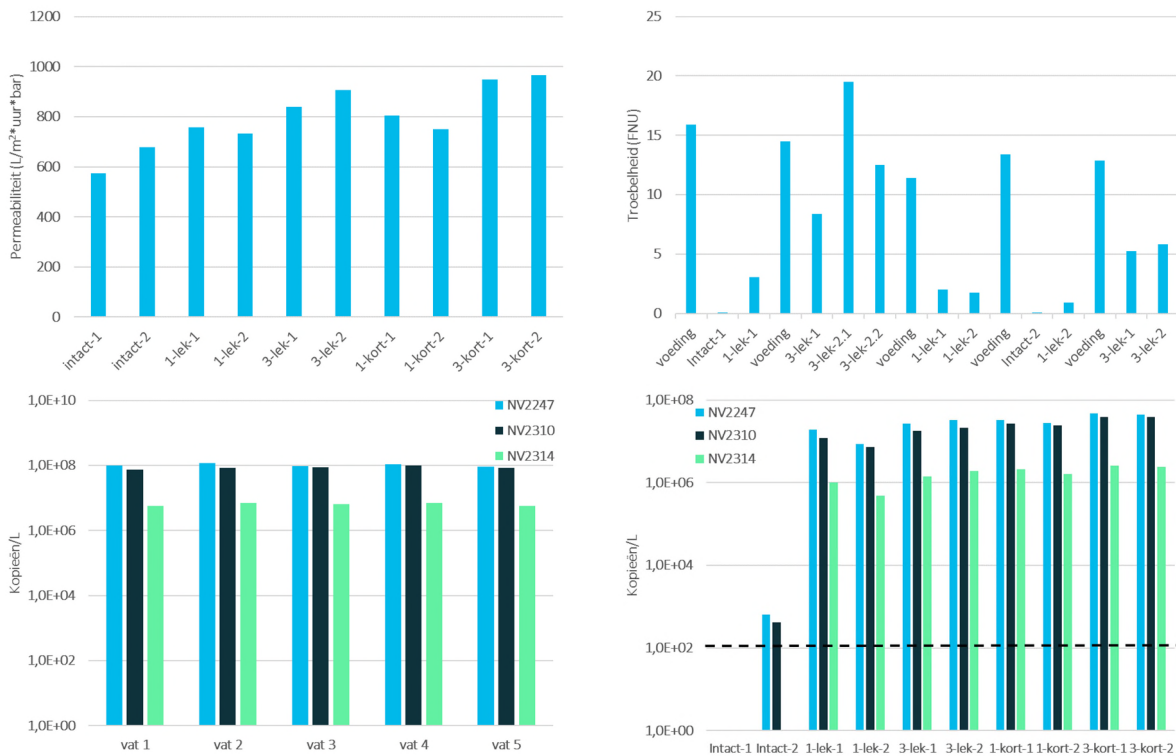 Permeabiliteit (L/m²*uur*bar)
1200
1000
800
600
400
200
0
intact-1
intact-2
1-lek-1
1-lek-2
3-lek-1
3-lek-2
1-kort-1
1-kort-2
3-kort-1
3-kort-2
Troebelheid (FNU)
25
20
15
10
5
0
voeding
Intact-1
1-lek-1
voeding
3-lek-1
3-lek-2.1
3-lek-2.2
voeding
1-lek-1
1-lek-2
voeding
Intact-2
1-lek-2
voeding
3-lek-1
3-lek-2
Kopieën/L
1,0E+10
1,0E+08
1,0E+06
1,0E+04
1,0E+02
1,0E+00
NV2247
NV2310
NV2314
vat 1 vat 2 vat 3 vat 4 vat 5
Kopieën/L
1,0E+08
1,0E+06
1,0E+04
1,0E+02
1,0E+00
NV2247
NV2310
NV2314
Intact-1 Intact-2 1-lek-1 1-lek-2 3-lek-1 3-lek-2 1-kort-1 1-kort-2 3-kort-1 3-kort-2